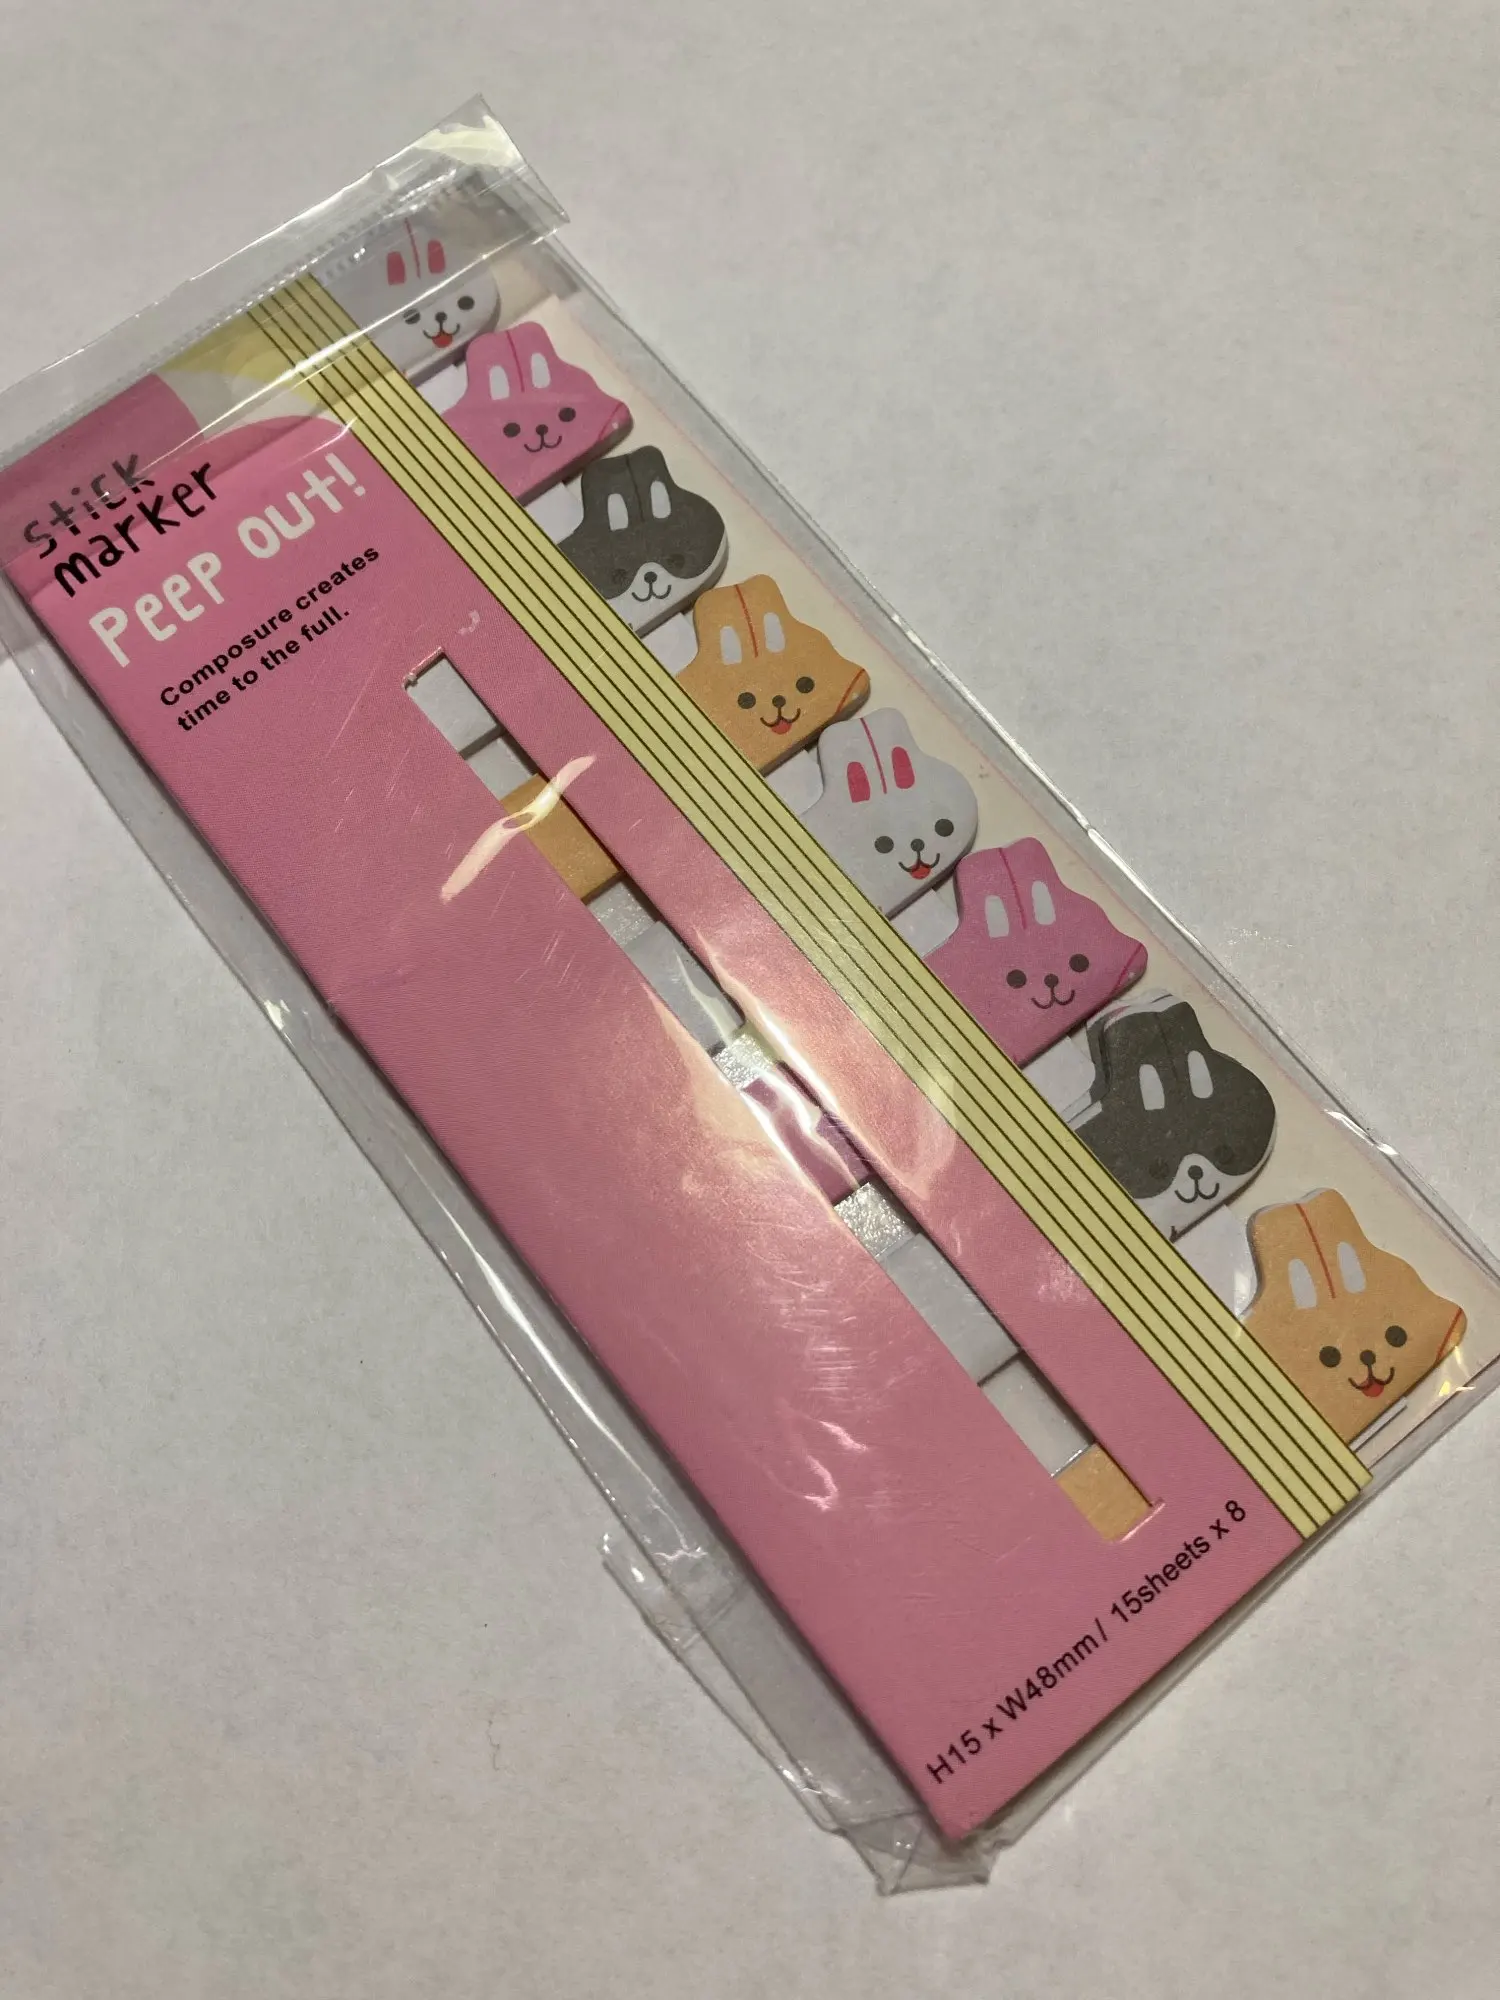 stick
marker
Peep out!
Composure creates
time to the full.
H15 x W48mm/ 15sheets x 8